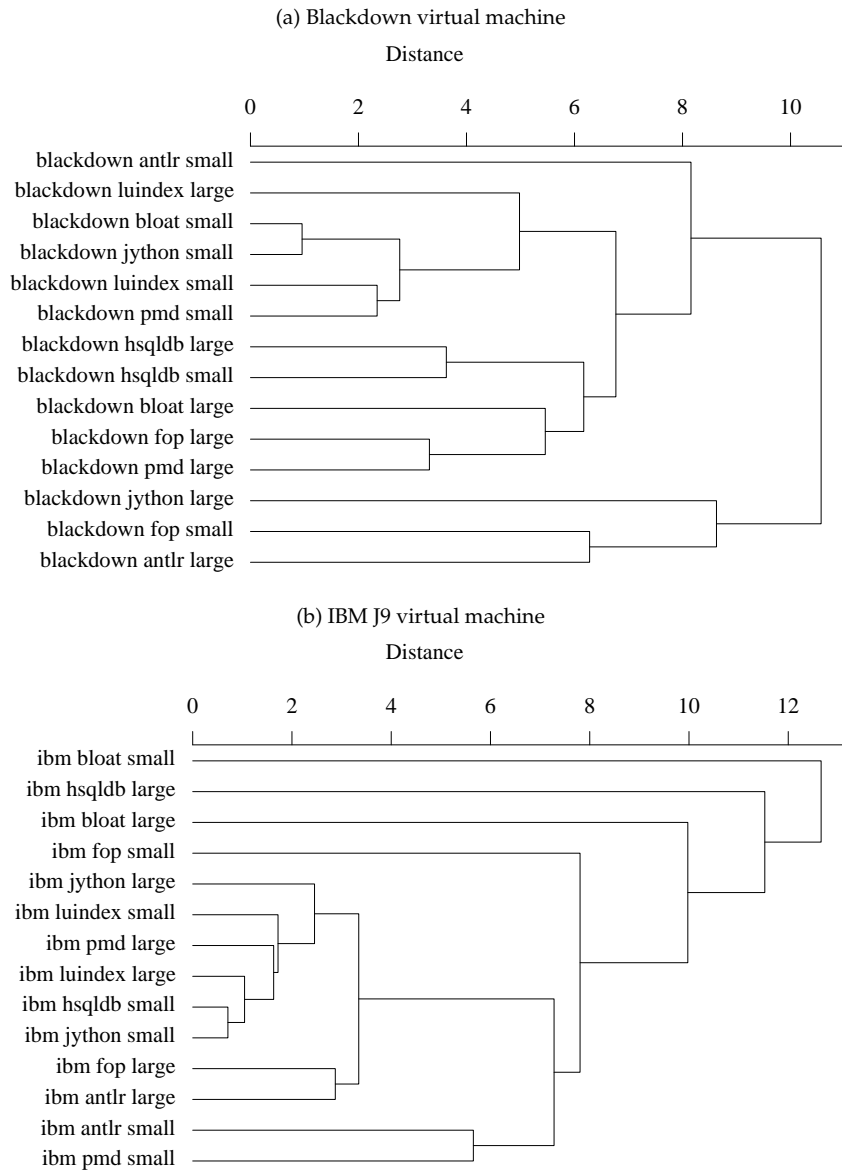 (a) Blackdown virtual machine
Distance
0 2 4 6 8 10
blackdown antlr small
blackdown luindex large
blackdown bloat small
blackdown jython small
blackdown luindex small
blackdown pmd small
blackdown hsqldb large
blackdown hsqldb small
blackdown bloat large
blackdown fop large
blackdown pmd large
blackdown jython large
blackdown fop small
blackdown antlr large
(b) IBM J9 virtual machine
Distance
0 2 4 6 8 10 12
ibm bloat small
ibm hsqldb large
ibm bloat large
ibm fop small
ibm jython large
ibm luindex small
ibm pmd large
ibm luindex large
ibm hsqldb small
ibm jython small
ibm fop large
ibm antlr large
ibm antlr small
ibm pmd small